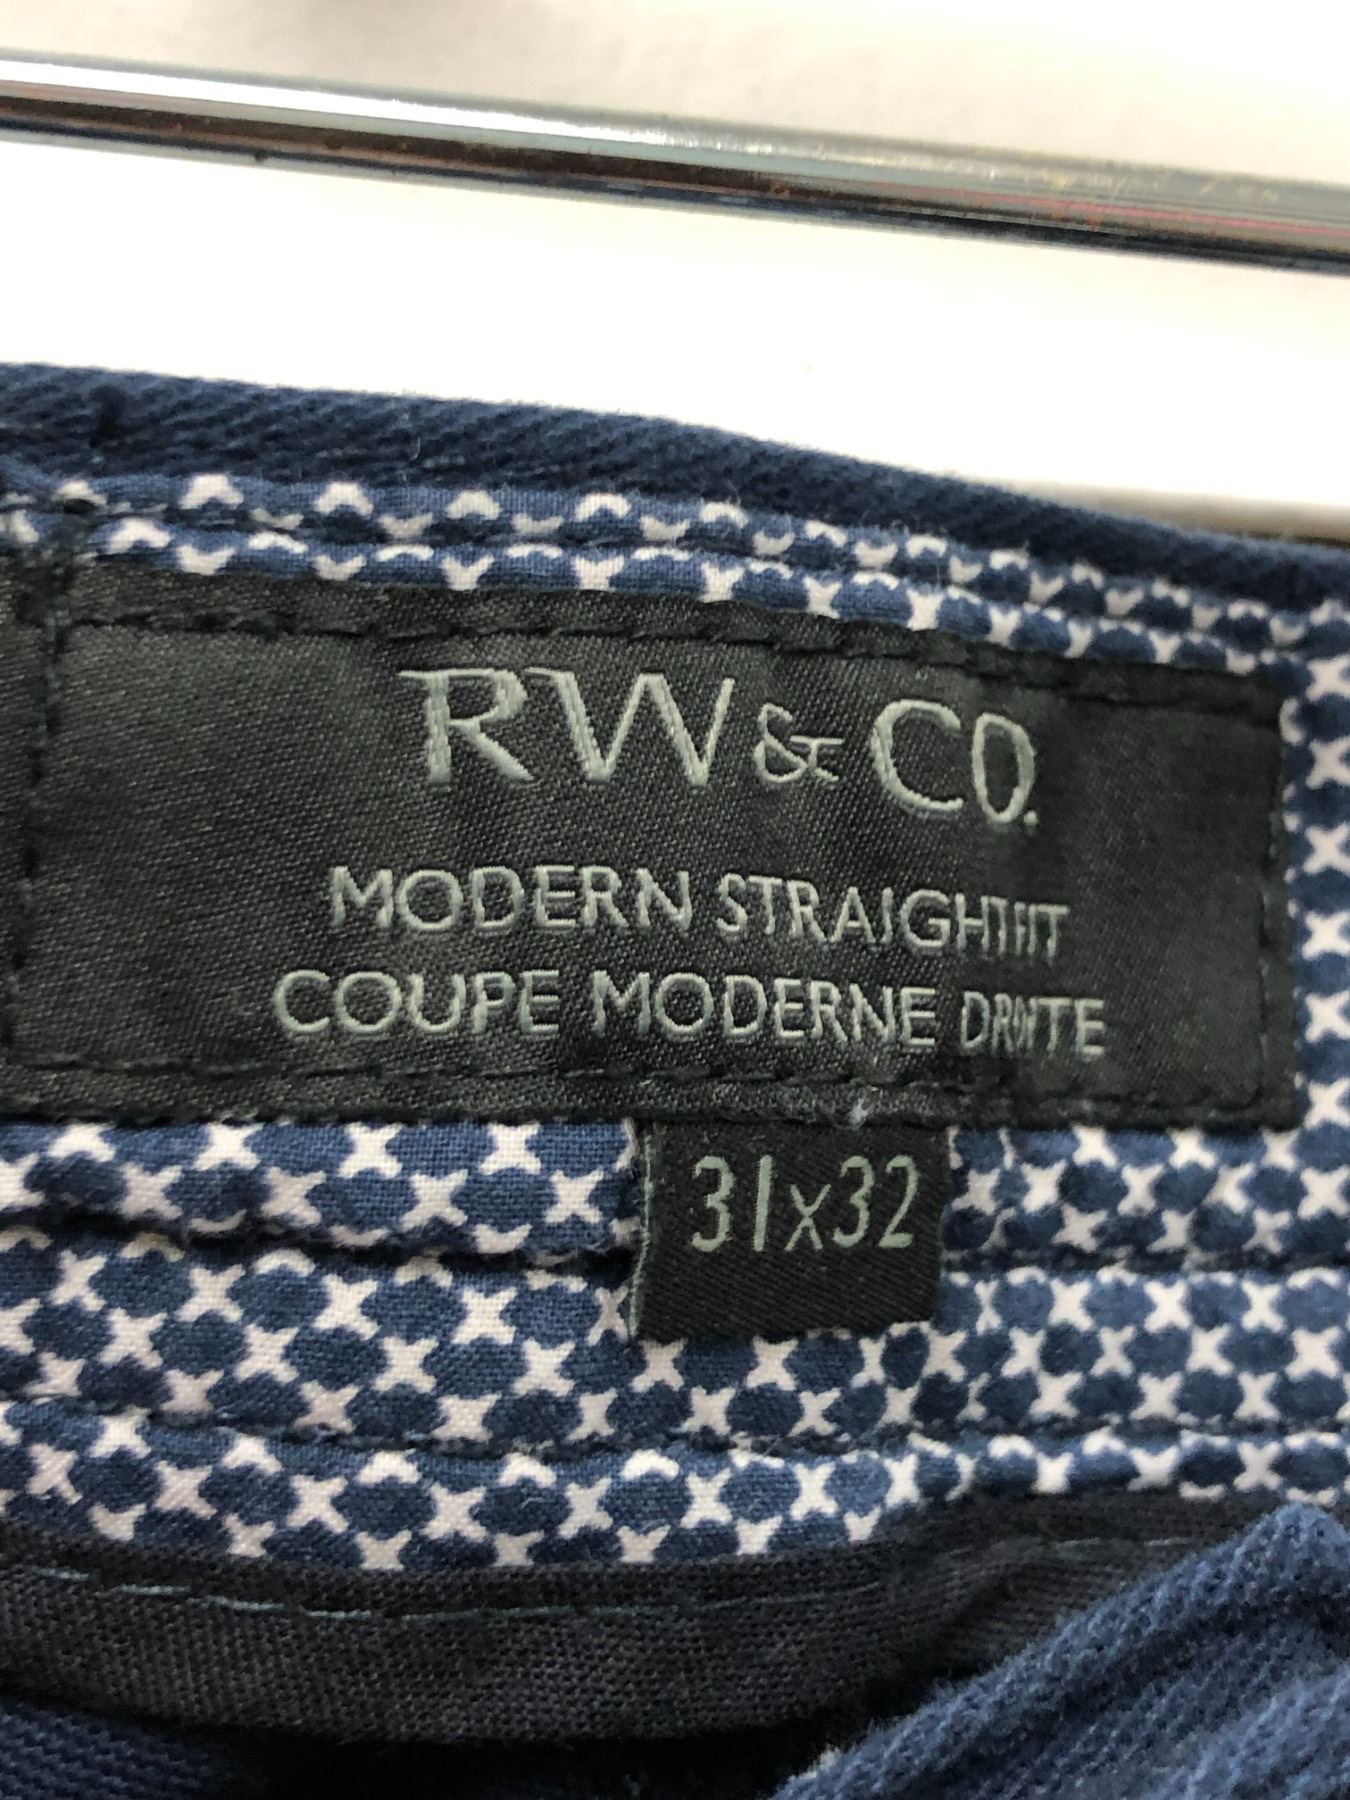 RW & CO.
MODERN STRAIGHT FIT
COUPE MODERNE DROITE
31x32